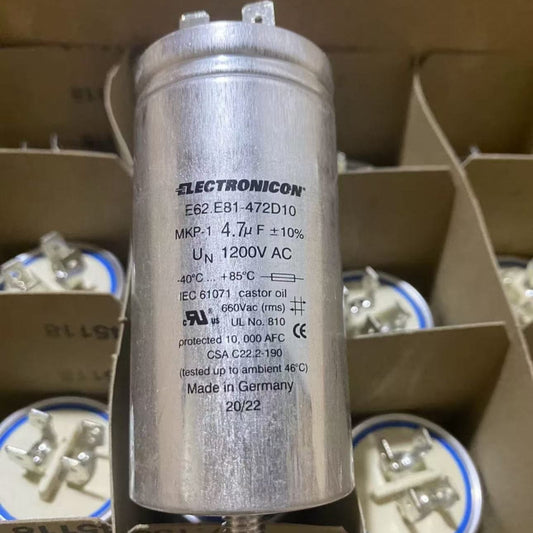 ELECTRONICON®
E62.E81-472D10
MKP-1 4.7µF ±10%
UN 1200V AC
-40°C ...+85°C
IEC 61071 castor oil
660Vac (rms)
c RU us UL No. 810
protected 10, 000 AFC
CSA C22.2-190
(tested up to ambient 46°C)
Made in Germany
20/22